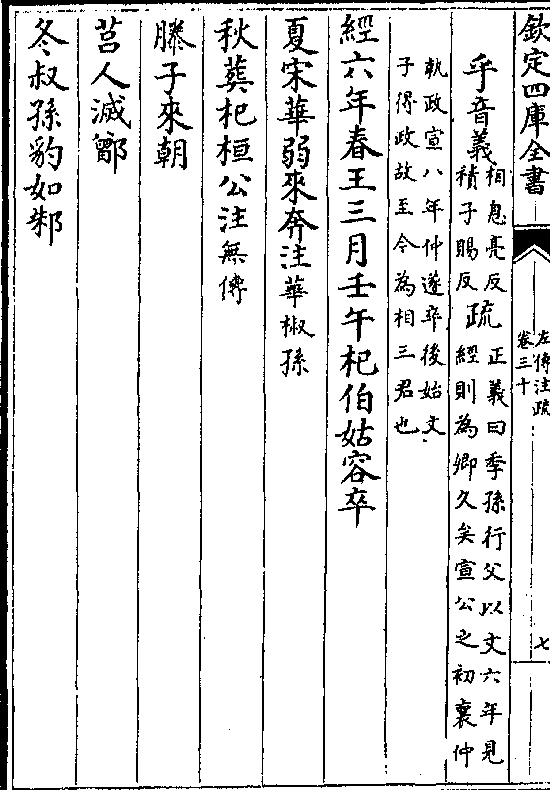 欽定四庫全書
左傳注疏
卷三十
七
乎音義相息亮反積子賜反疏正義曰季孫行父以文六年見經則為卿久矣宣公之初襄仲
執政宣八年仲遂卒後始文子得政故至今為相三君也
經六年春王三月壬午杞伯姑容卒
夏宋華弱來奔注華椒孫
秋葬杞桓公注無傳
滕子來朝
莒人滅鄫
冬叔孫豹如邾